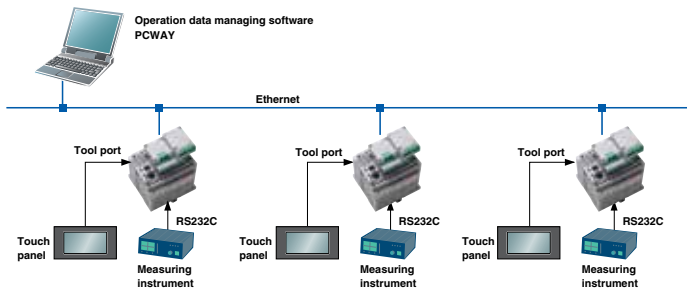 Operation data managing software
PCWAY
Ethernet
Tool port
RS232C
Touch
panel
Measuring
instrument
Tool port
RS232C
Touch
panel
Measuring
instrument
Tool port
RS232C
Touch
panel
Measuring
instrument